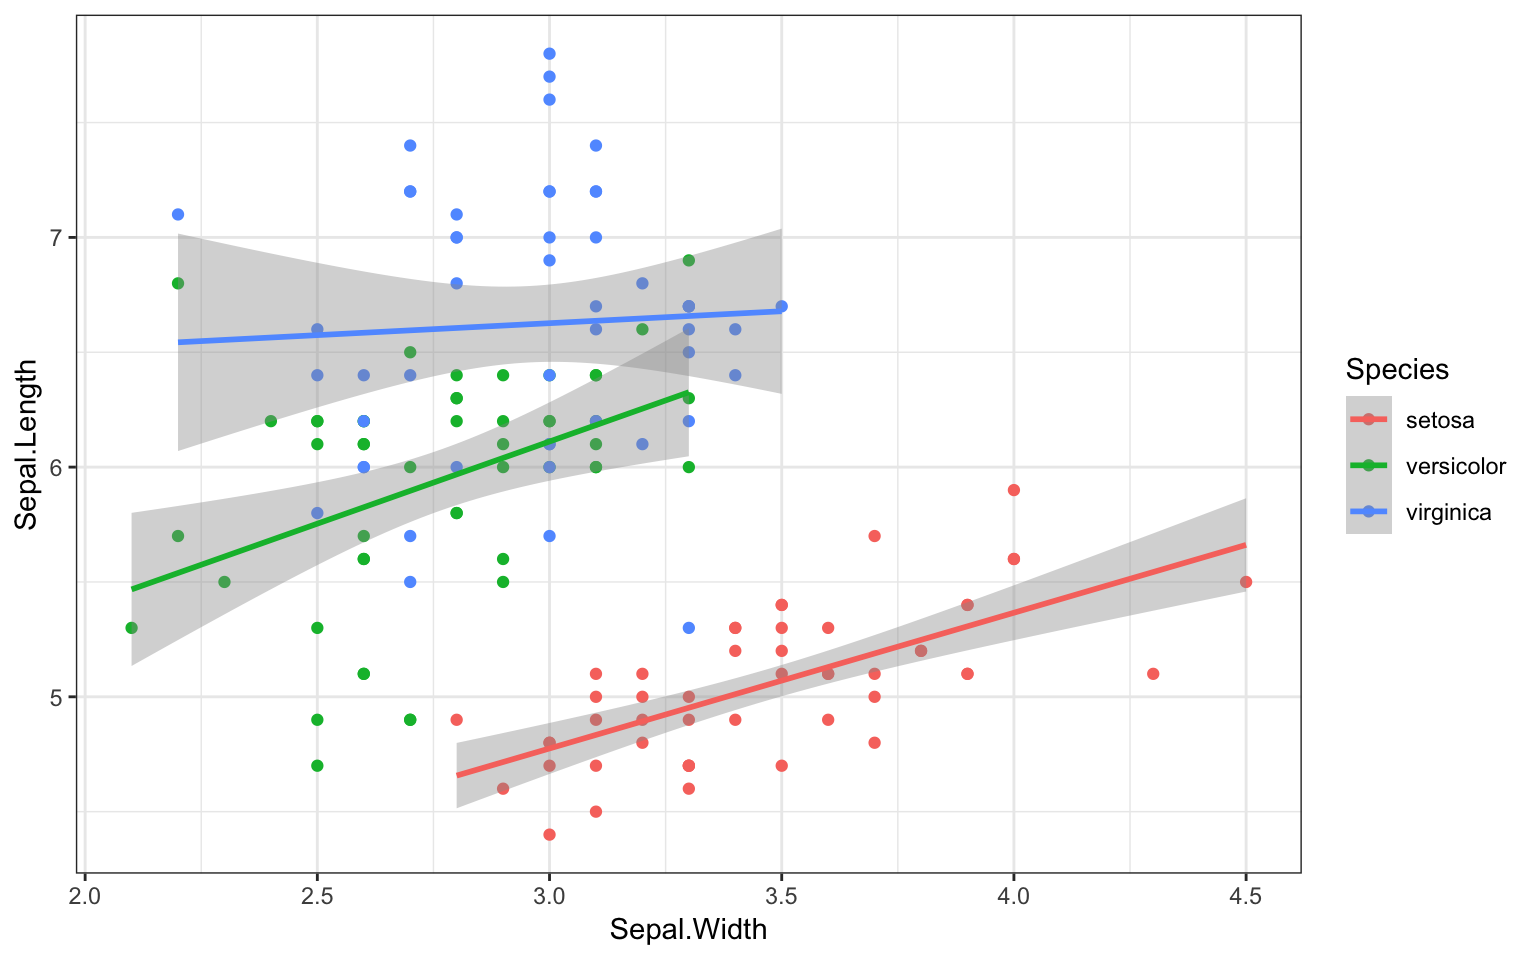 7
6
5
Sepal.Length
2.0 2.5 3.0 3.5 4.0 4.5
Sepal.Width
Species
setosa
versicolor
virginica